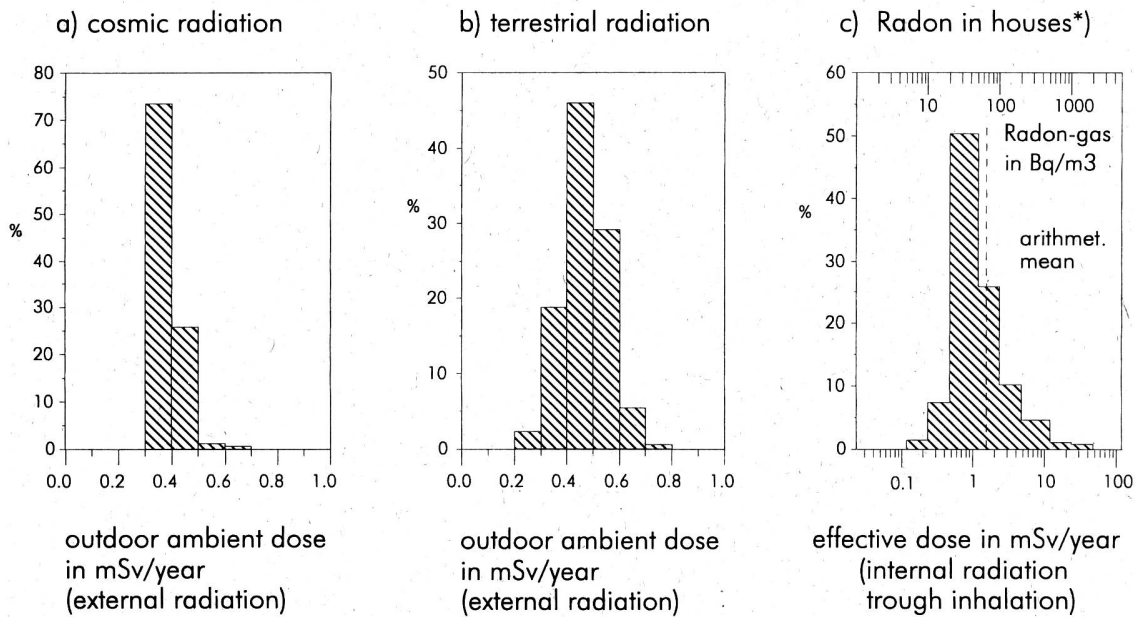 a) cosmic radiation
80
70
60
50
%
40
30
20
10
0
0.0 0.2 0.4 0.6 0.8 1.0
outdoor ambient dose
in mSv/year
(external radiation)
b) terrestrial radiation
50
40
%
30
20
10
0
0.0 0.2 0.4 0.6 0.8 1.0
outdoor ambient dose
in mSv/year
(external radiation)
c) Radon in houses*)
60
10 100 1000
Radon-gas
in Bq/m3
50
40
%
arithmet.
mean
30
20
10
0
0.1 1 10 100
effective dose in mSv/year
(internal radiation
trough inhalation)